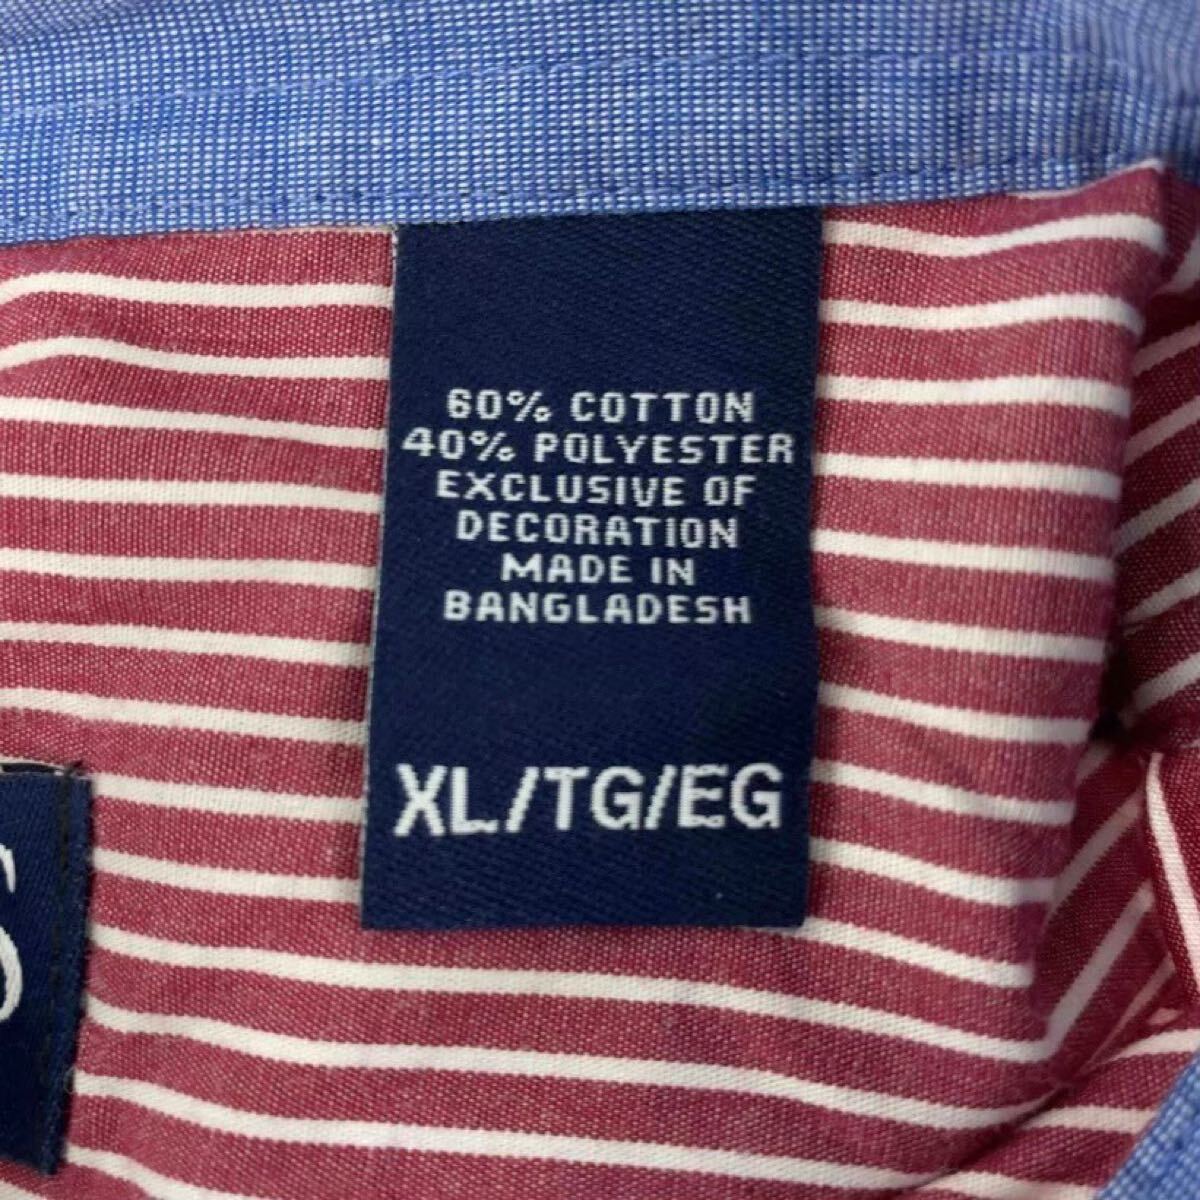 60% COTTON
40% POLYESTER
EXCLUSIVE OF
DECORATION
MADE IN
BANGLADESH
XL/TG/EG
S